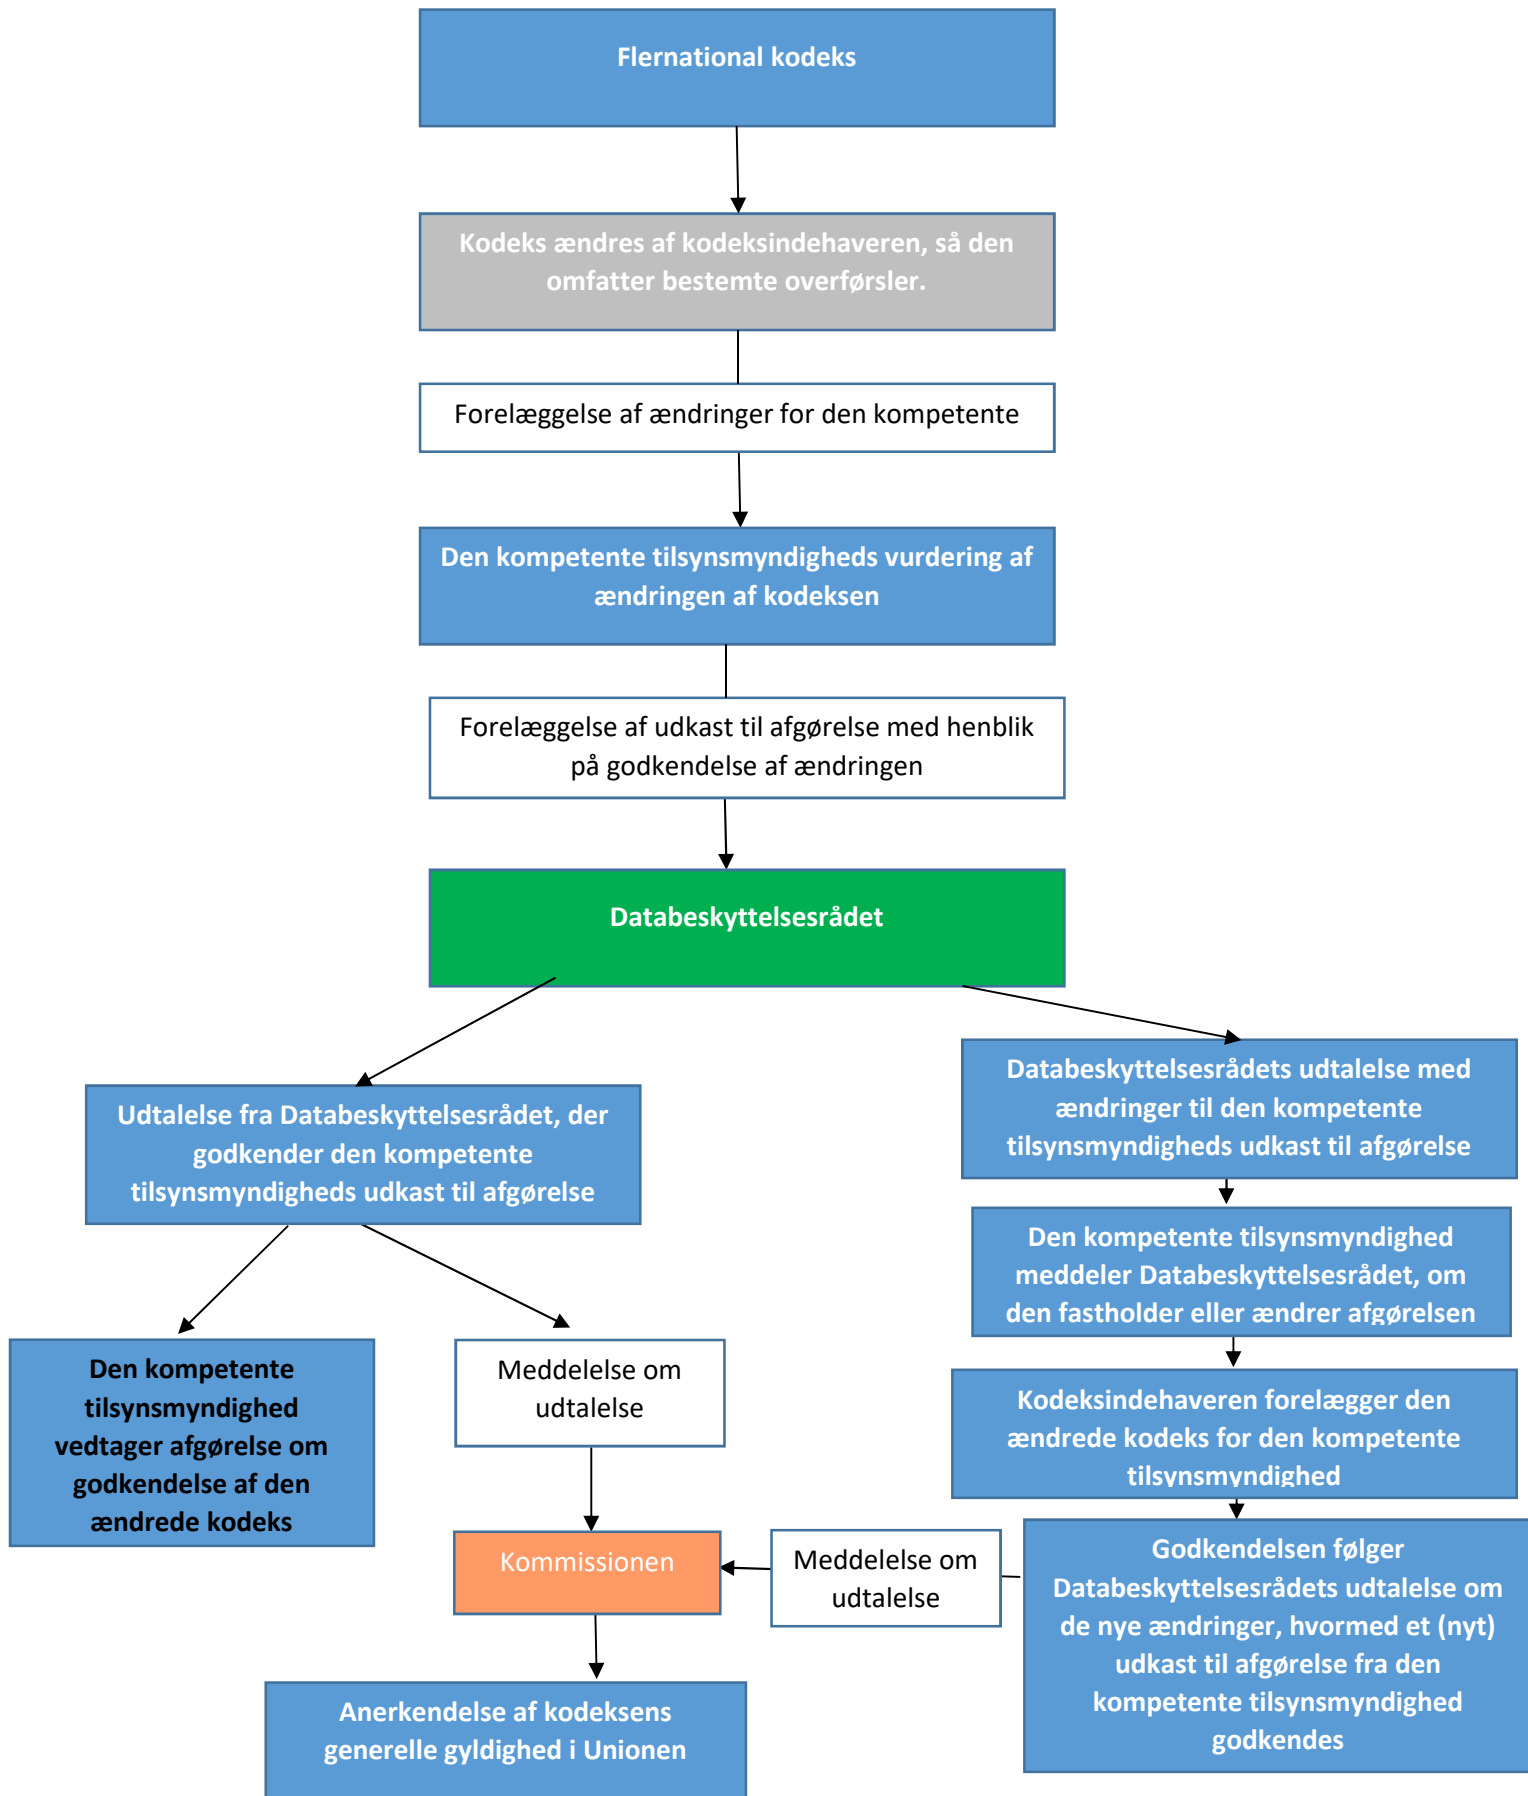 Flernational kodeks
Kodeks ændres af kodeksindehaveren, så den
omfatter bestemte overførsler.
Forelæggelse af ændringer for den kompetente
Den kompetente tilsynsmyndigheds vurdering af
ændringen af kodeksen
Forelæggelse af udkast til afgørelse med henblik
på godkendelse af ændringen
Databeskyttelsesrådet
Udtalelse fra Databeskyttelsesrådet, der
godkender den kompetente
tilsynsmyndigheds udkast til afgørelse
Den kompetente
tilsynsmyndighed
vedtager afgørelse om
godkendelse af den
ændrede kodeks
Meddelelse om
udtalelse
Kommissionen
Anerkendelse af kodeksens
generelle gyldighed i Unionen
Databeskyttelsesrådets udtalelse med
ændringer til den kompetente
tilsynsmyndigheds udkast til afgørelse
Den kompetente tilsynsmyndighed
meddeler Databeskyttelsesrådet, om
den fastholder eller ændrer afgørelsen
Kodeksindehaveren forelægger den
ændrede kodeks for den kompetente
tilsynsmyndighed
Godkendelsen følger
Databeskyttelsesrådets udtalelse om
de nye ændringer, hvormed et (nyt)
udkast til afgørelse fra den
kompetente tilsynsmyndighed
godkendes
Meddelelse om
udtalelse